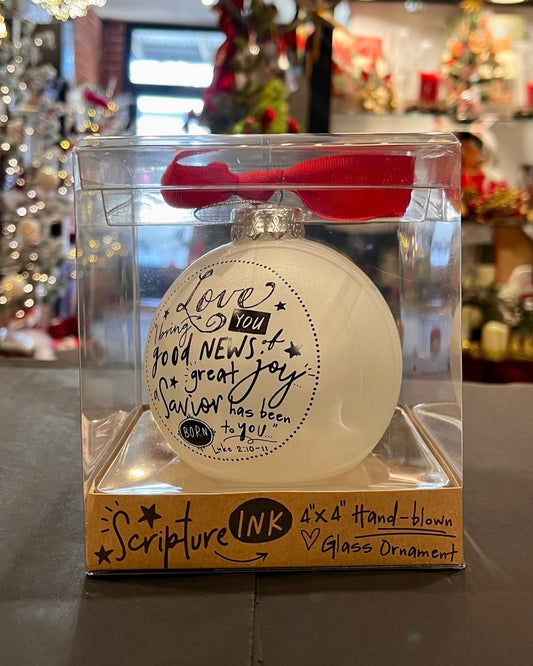 Love
I bring YOU
good NEWS of
great joy
a Savior has been
BORN to you..."
Luke 2:10-11
Scripture INK
4"x4" Hand-blown
Glass Ornament